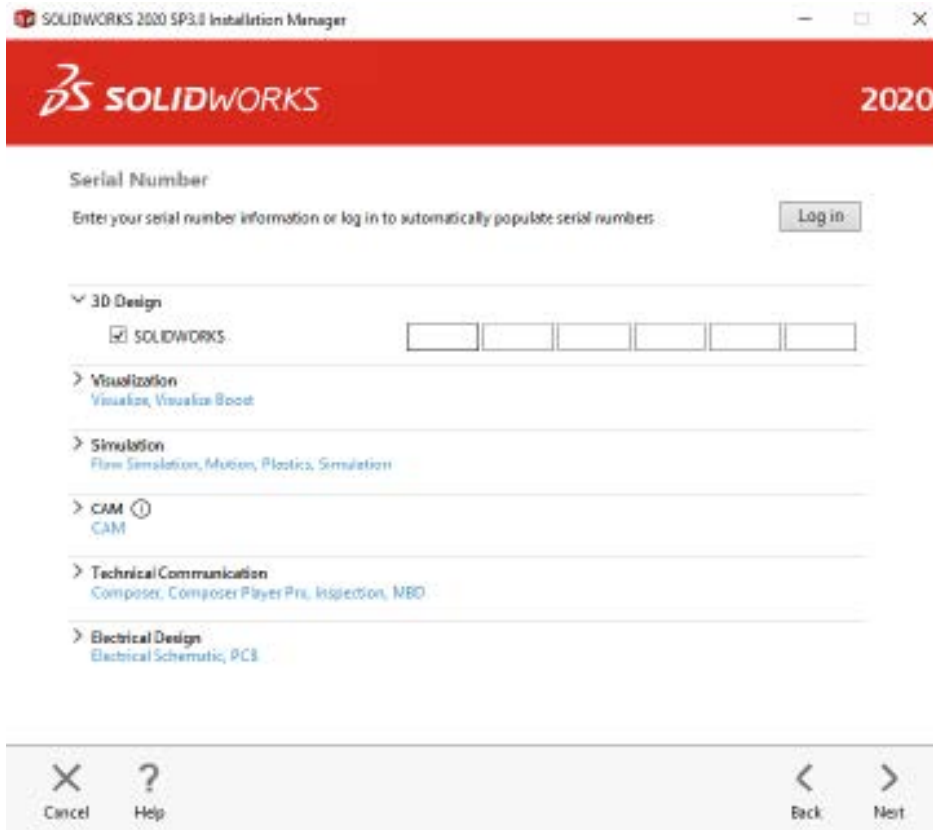 SOLIDWORKS 2020 SP3.0 Installation Manager
SOLIDWORKS 2020
Serial Number
Enter your serial number information or log in to automatically populate serial numbers
Log in
3D Design
SOLIDWORKS
Visualization
Visualize, Visualize Boost
Simulation
Flow Simulation, Motion, Plastics, Simulation
CAM
CAM
Technical Communication
Composer, Composer Player Pro, Inspection, MBD
Electrical Design
Electrical Schematic, PCB
Cancel Help Back Next